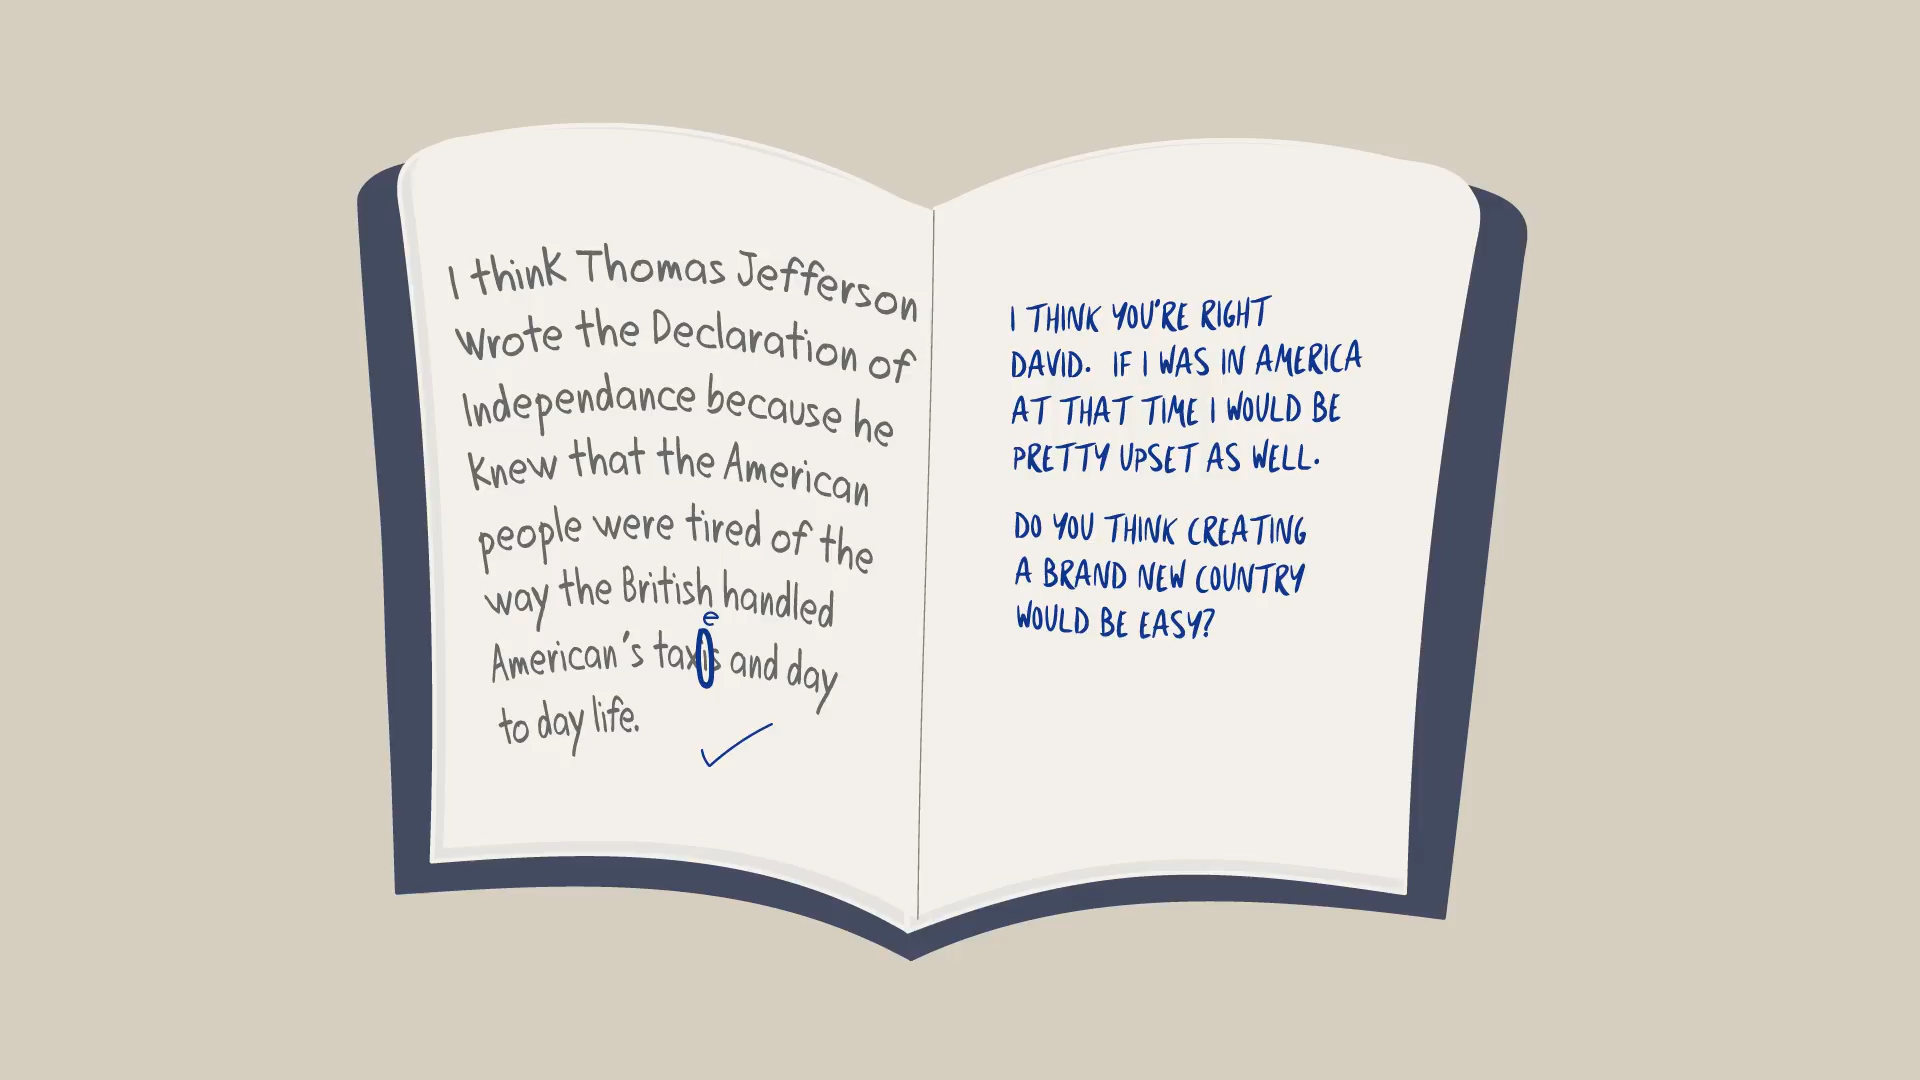 I think Thomas Jefferson
Wrote the Declaration of
Independance because he
Knew that the American
people were tired of the
way the British handled
e
American's taxis and day
to day life.
I THINK YOU'RE RIGHT
DAVID. IF I WAS IN AMERICA
AT THAT TIME I WOULD BE
PRETTY UPSET AS WELL.
DO YOU THINK CREATING
A BRAND NEW COUNTRY
WOULD BE EASY?